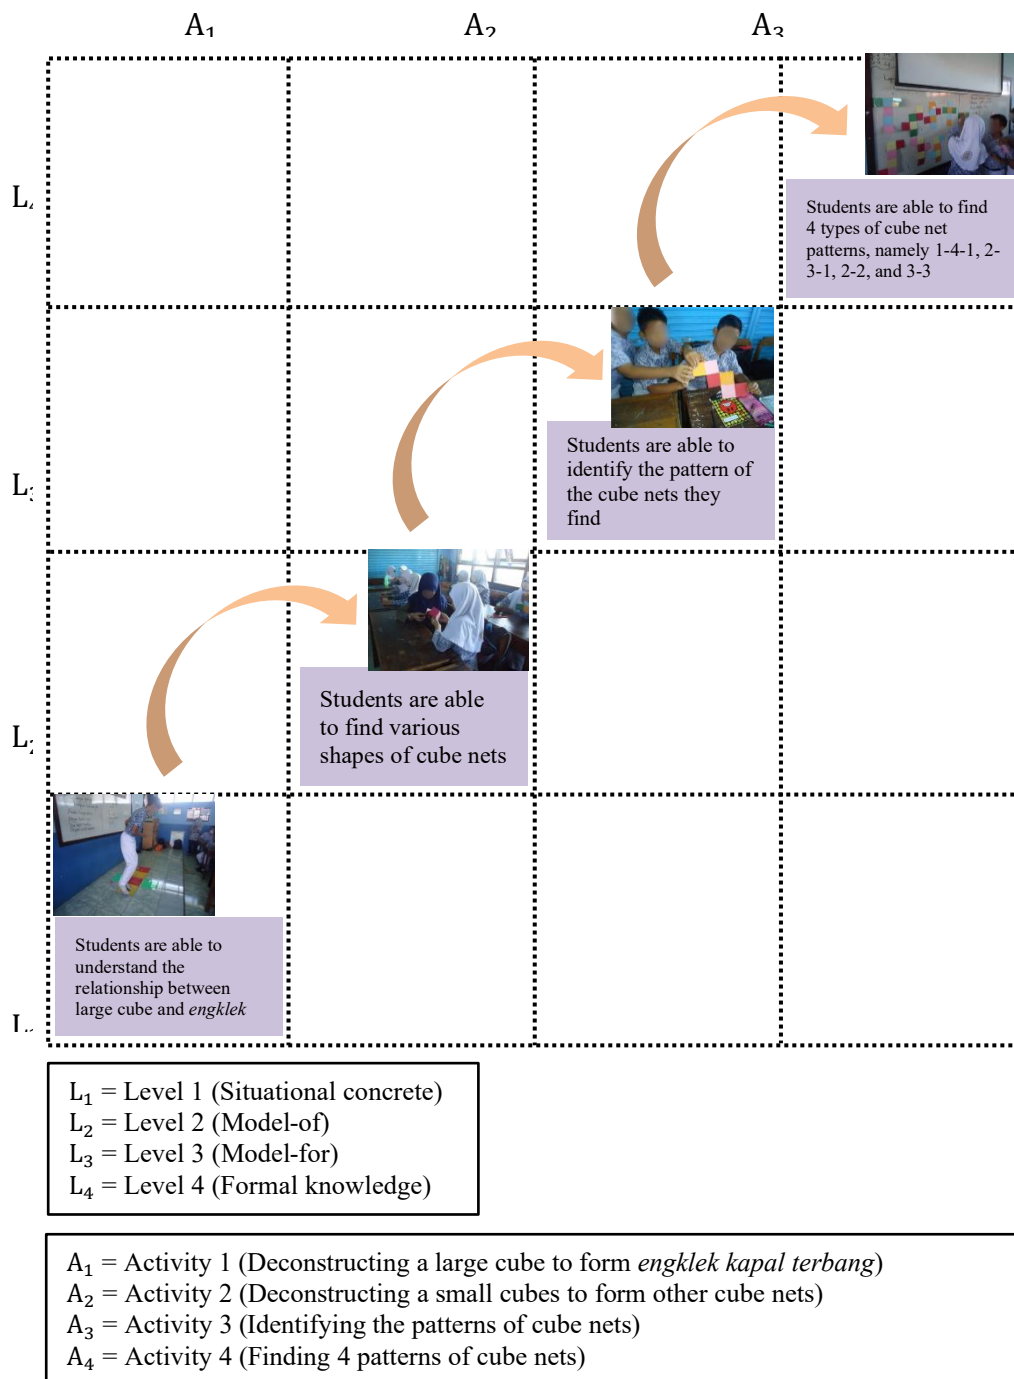 A₁ A₂ A₃
Students are able to find
4 types of cube net
patterns, namely 1-4-1, 2-
3-1, 2-2, and 3-3
L₃
Students are able to
identify the pattern of
the cube nets they
find
L₂
Students are able
to find various
shapes of cube nets
Students are able to
understand the
relationship between
large cube and engklek
L₁ = Level 1 (Situational concrete)
L₂ = Level 2 (Model-of)
L₃ = Level 3 (Model-for)
L₄ = Level 4 (Formal knowledge)
A₁ = Activity 1 (Deconstructing a large cube to form engklek kapal terbang)
A₂ = Activity 2 (Deconstructing a small cubes to form other cube nets)
A₃ = Activity 3 (Identifying the patterns of cube nets)
A₄ = Activity 4 (Finding 4 patterns of cube nets)